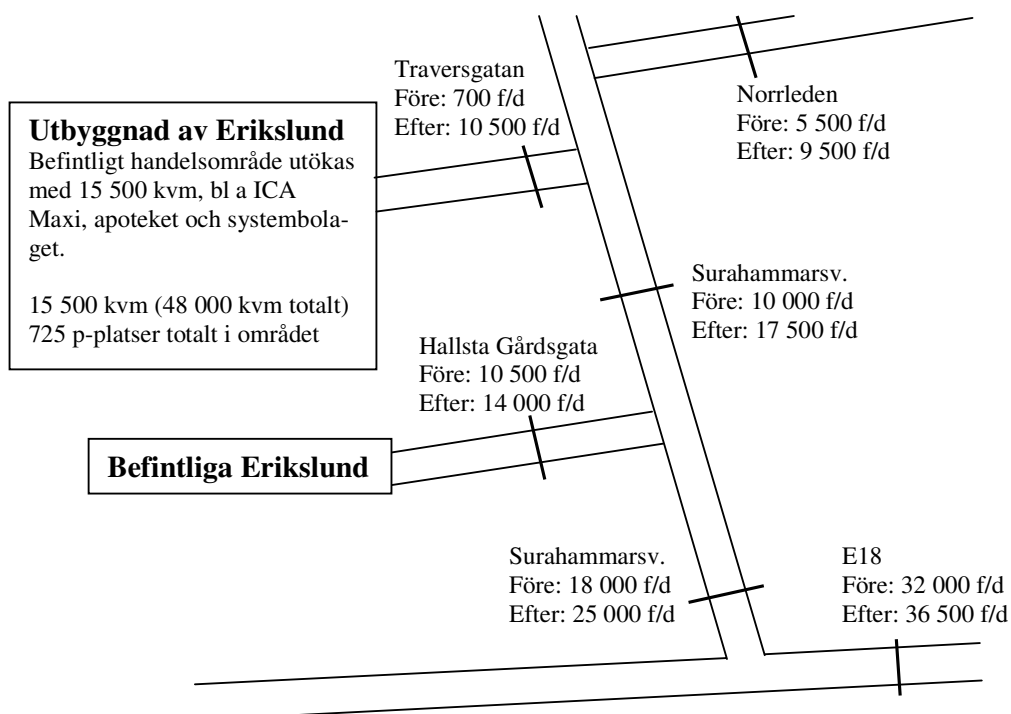 Traversgatan
Före: 700 f/d
Efter: 10 500 f/d
Norrleden
Före: 5 500 f/d
Efter: 9 500 f/d
Utbyggnad av Erikslund
Befintligt handelsområde utökas
med 15 500 kvm, bl a ICA
Maxi, apoteket och systembola-
get.
15 500 kvm (48 000 kvm totalt)
725 p-platser totalt i området
Surahammarsv.
Före: 10 000 f/d
Efter: 17 500 f/d
Hallsta Gårdsgata
Före: 10 500 f/d
Efter: 14 000 f/d
Befintliga Erikslund
Surahammarsv.
Före: 18 000 f/d
Efter: 25 000 f/d
E18
Före: 32 000 f/d
Efter: 36 500 f/d